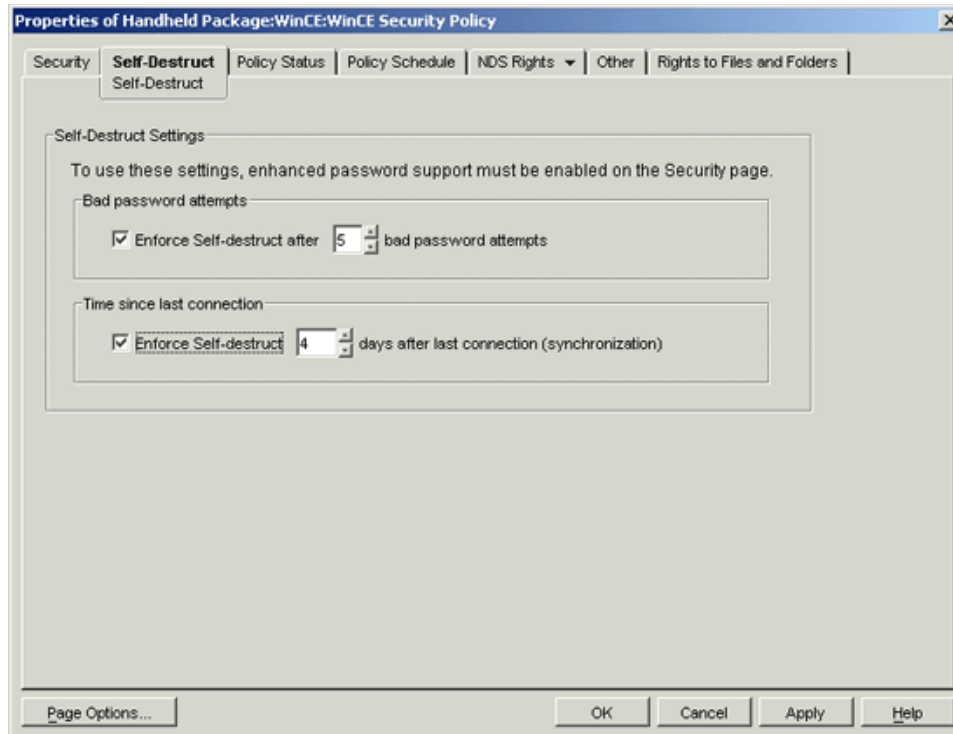 Properties of Handheld Package:WinCE:WinCE Security Policy
Security Self-Destruct Policy Status Policy Schedule NDS Rights Other Rights to Files and Folders
Self-Destruct
Self-Destruct Settings
To use these settings, enhanced password support must be enabled on the Security page.
Bad password attempts
Enforce Self-destruct after 5 bad password attempts
Time since last connection
Enforce Self-destruct 4 days after last connection (synchronization)
Page Options... OK Cancel Apply Help